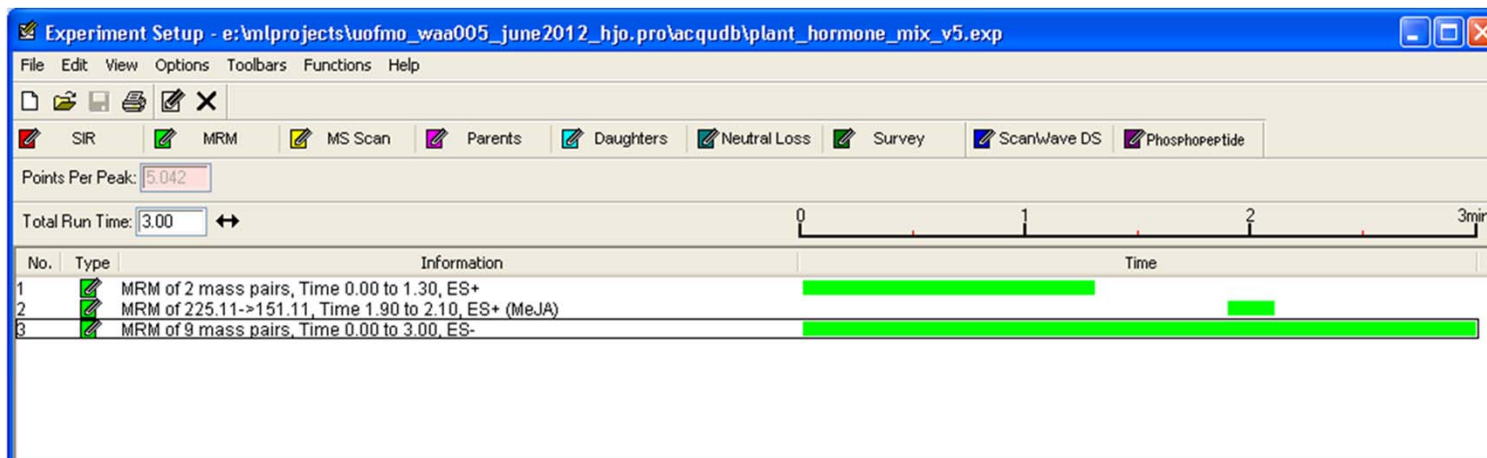 Experiment Setup - e:\mlprojects\uofmo_waa005_june2012_hjo.pro\acqudb\plant_hormone_mix_v5.exp
File Edit View Options Toolbars Functions Help
SIR MRM MS Scan Parents Daughters Neutral Loss Survey ScanWave DS Phosphopeptide
Points Per Peak: 5.042
Total Run Time: 3.00 0 1 2 3min
No. Type Information Time
1 MRM of 2 mass pairs, Time 0.00 to 1.30, ES+
2 MRM of 225.11->151.11, Time 1.90 to 2.10, ES+ (MeJA)
3 MRM of 9 mass pairs, Time 0.00 to 3.00, ES-